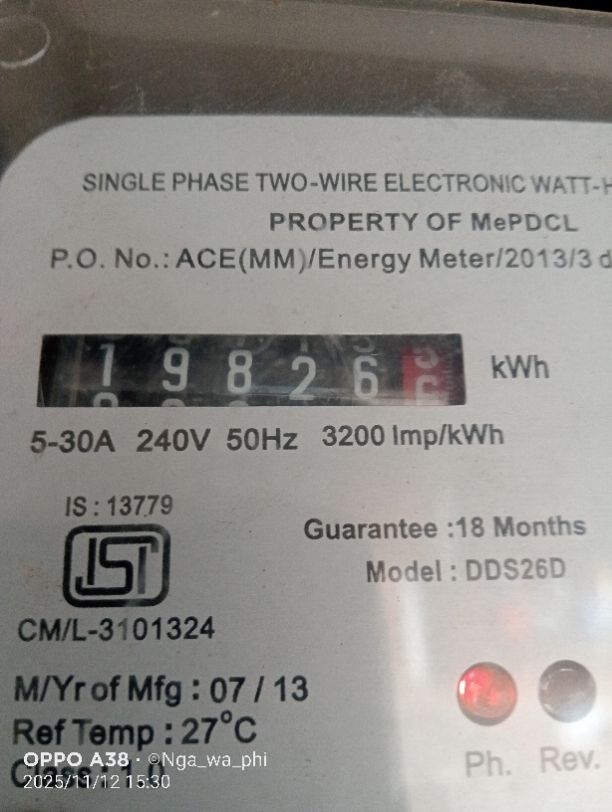 SINGLE PHASE TWO-WIRE ELECTRONIC WATT-H
PROPERTY OF MePDCL
P.O. No.: ACE(MM)/Energy Meter/2013/3 d
19826 kWh
5-30A 240V 50Hz 3200 Imp/kWh
IS : 13779
ISI
CM/L-3101324
Guarantee :18 Months
Model : DDS26D
M/Yr of Mfg : 07 / 13
Ref Temp : 27°C
Ph. Rev.
OPPO A38 · ©Nga_wa_phi
2025/11/12 15:30